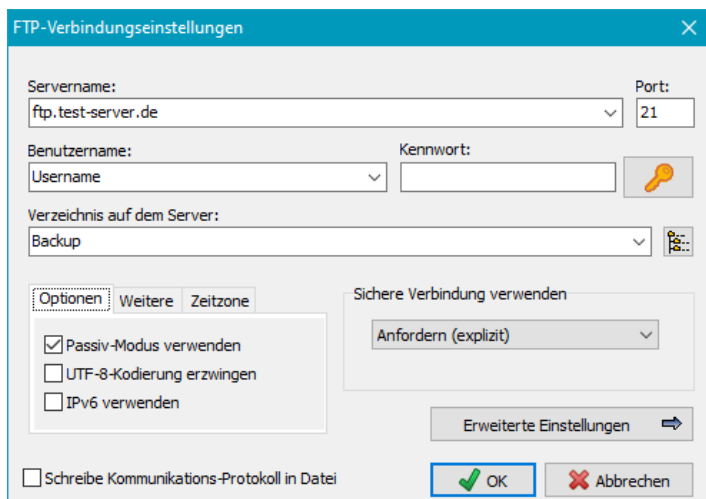 FTP-Verbindungseinstellungen
Servername:
Port:
ftp.test-server.de
21
Benutzername:
Kennwort:
Username
Verzeichnis auf dem Server:
Backup
Optionen
Weitere
Zeitzone
Sichere Verbindung verwenden
Passiv-Modus verwenden
Anfordern (explizit)
UTF-8-Kodierung erzwingen
IPv6 verwenden
Erweiterte Einstellungen
Schreibe Kommunikations-Protokoll in Datei
OK
Abbrechen